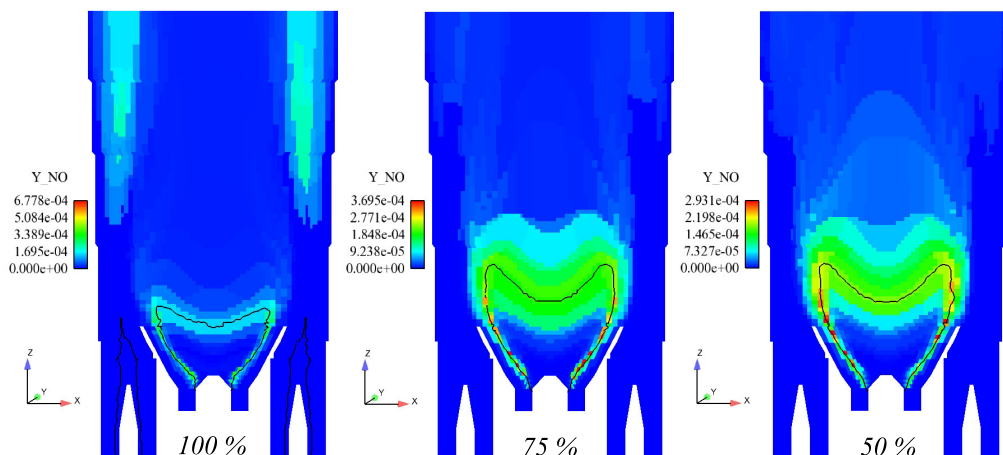 Y_NO
6.778e-04
5.084e-04
3.389e-04
1.695e-04
0.000e+00
Z
Y
X
100 %
Y_NO
3.695e-04
2.771e-04
1.848e-04
9.238e-05
0.000e+00
Z
Y
X
75 %
Y_NO
2.931e-04
2.198e-04
1.465e-04
7.327e-05
0.000e+00
Z
Y
X
50 %